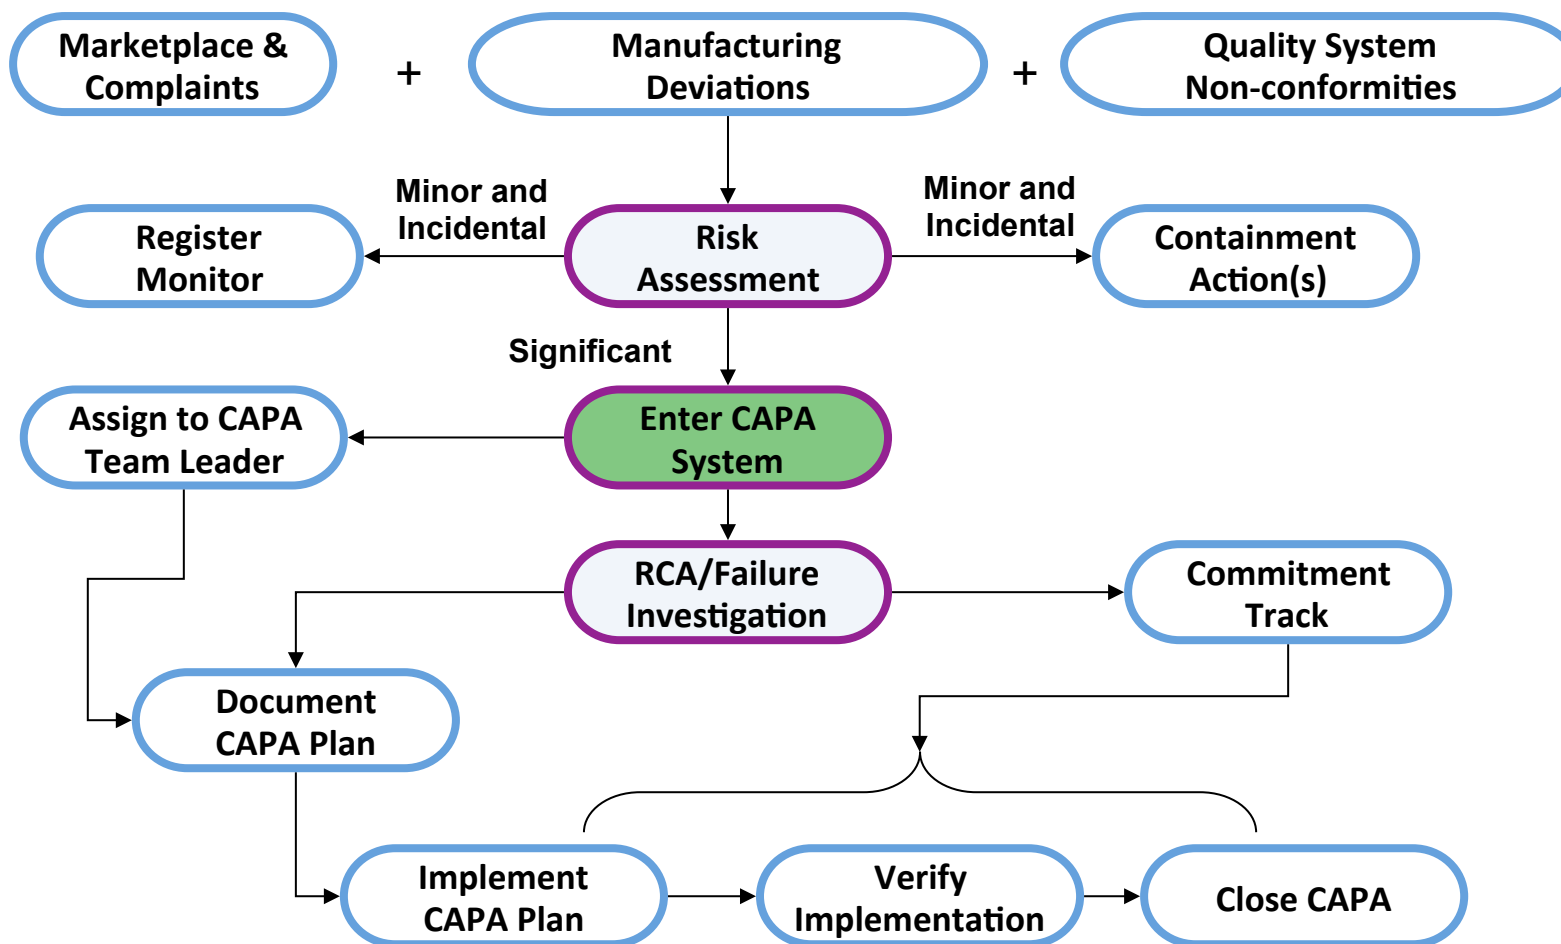 Marketplace &
Complaints
+
Manufacturing
Deviations
+
Quality System
Non-conformities
Minor and
Incidental
Minor and
Incidental
Register
Monitor
Risk
Assessment
Containment
Action(s)
Significant
Assign to CAPA
Team Leader
Enter CAPA
System
RCA/Failure
Investigation
Commitment
Track
Document
CAPA Plan
Implement
CAPA Plan
Verify
Implementation
Close CAPA